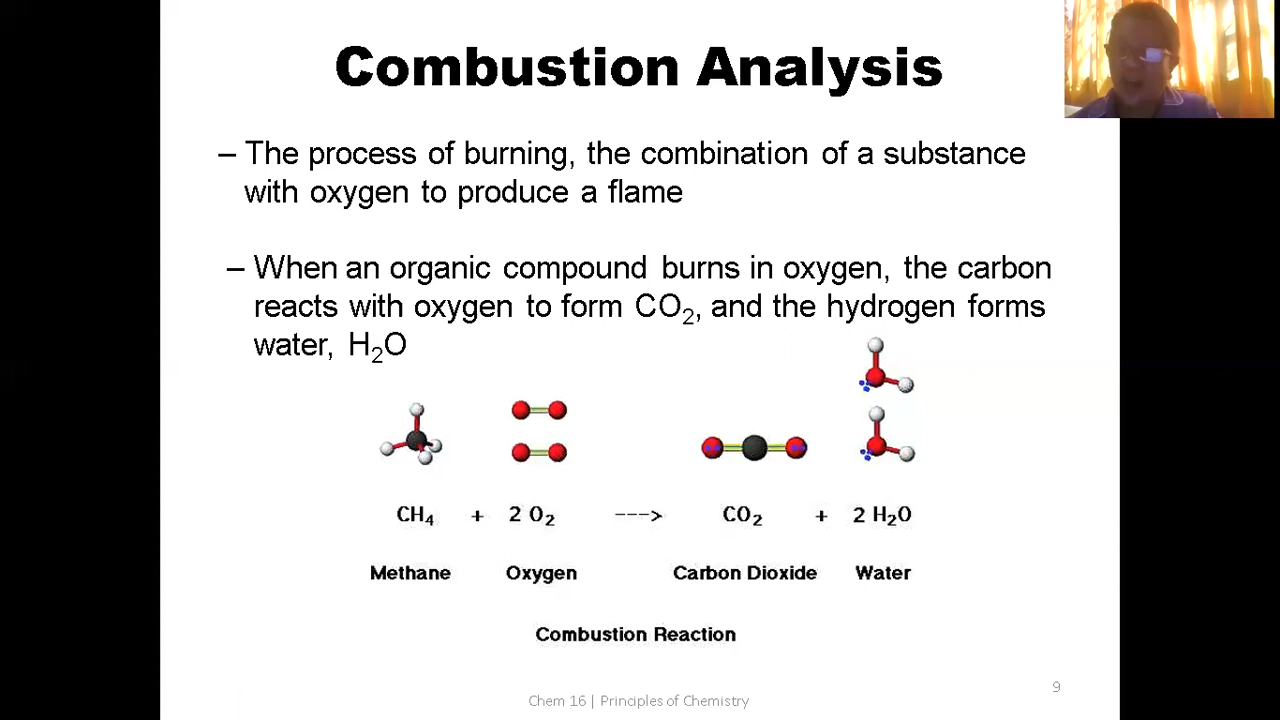 Combustion Analysis
– The process of burning, the combination of a substance
with oxygen to produce a flame
– When an organic compound burns in oxygen, the carbon
reacts with oxygen to form CO₂, and the hydrogen forms
water, H₂O
CH₄ + 2 O₂ ---> CO₂ + 2 H₂O
Methane Oxygen Carbon Dioxide Water
Combustion Reaction
Chem 16 | Principles of Chemistry
9